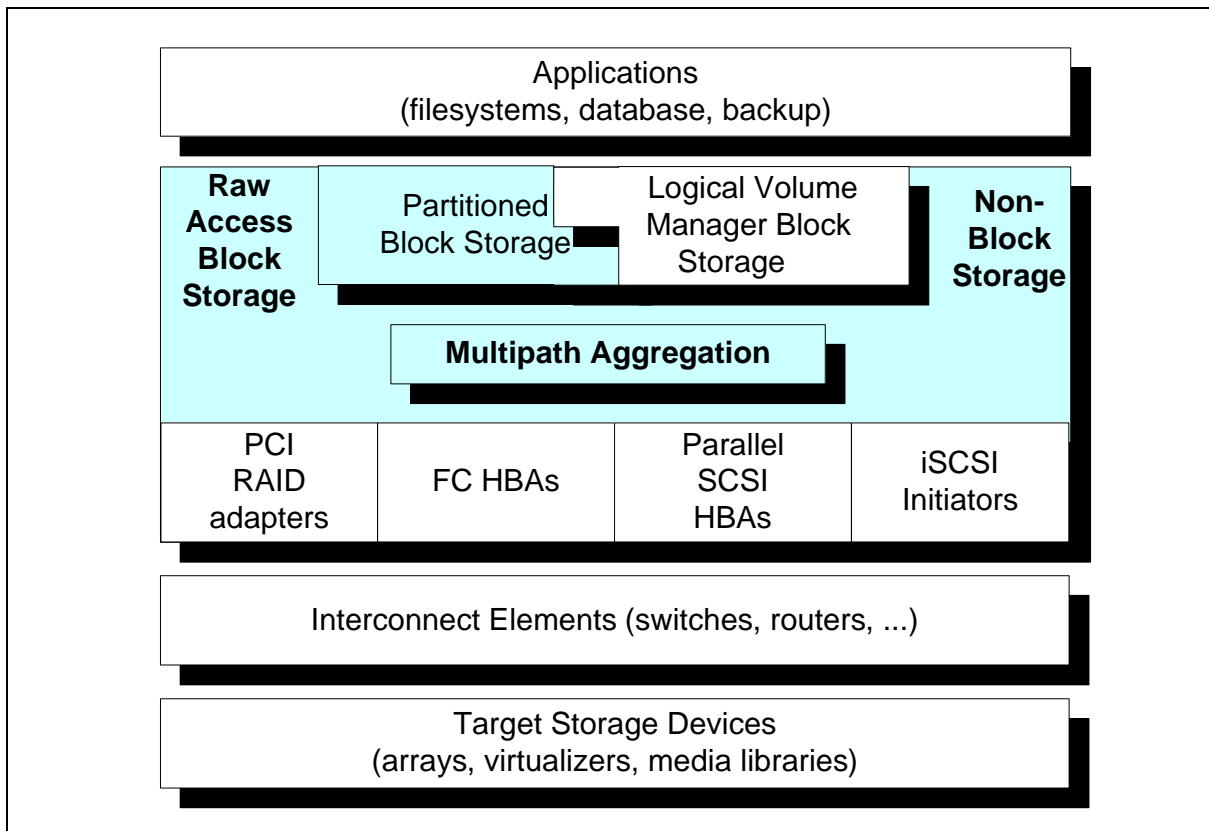 Applications
(filesystems, database, backup)
Raw
Access
Block
Storage
Partitioned
Block Storage
Logical Volume
Manager Block
Storage
Non-
Block
Storage
Multipath Aggregation
PCI
RAID
adapters
FC HBAs
Parallel
SCSI
HBAs
iSCSI
Initiators
Interconnect Elements (switches, routers, ...)
Target Storage Devices
(arrays, virtualizers, media libraries)